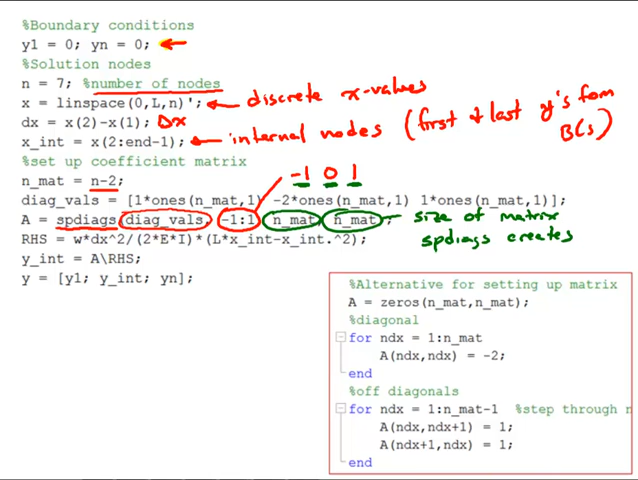 %Boundary conditions
y1 = 0; yn = 0;
%Solution nodes
n = 7; %number of nodes
x = linspace(0,L,n)'; discrete x-values
dx = x(2)-x(1); Δx
x_int = x(2:end-1); internal nodes (first & last y's from BCs)
%set up coefficient matrix
n_mat = n-2; -1 0 1
diag_vals = [1*ones(n_mat,1) -2*ones(n_mat,1) 1*ones(n_mat,1)];
A = spdiags(diag_vals, -1:1, n_mat, n_mat); size of matrix
spdiags creates
RHS = w*dx^2/(2*E*I)*(L*x_int-x_int.^2);
y_int = A\RHS;
y = [y1; y_int; yn];
%Alternative for setting up matrix
A = zeros(n_mat,n_mat);
%diagonal
for ndx = 1:n_mat
A(ndx,ndx) = -2;
end
%off diagonals
for ndx = 1:n_mat-1 %step through
A(ndx,ndx+1) = 1;
A(ndx+1,ndx) = 1;
end